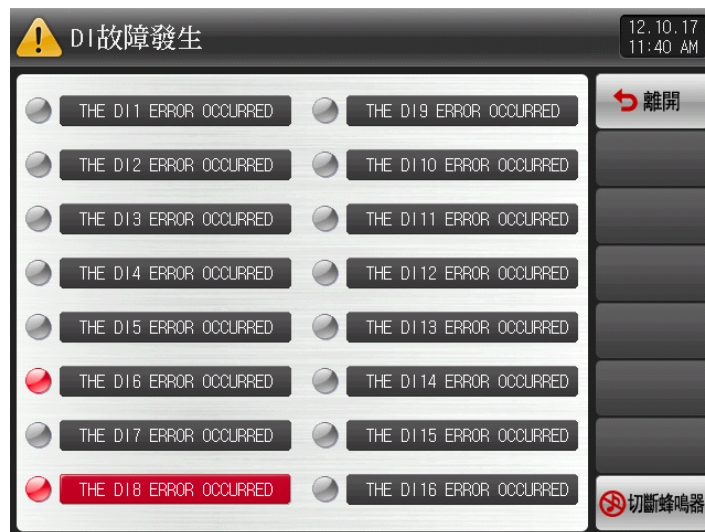 DI故障發生
12.10.17
11:40 AM
THE DI1 ERROR OCCURRED
THE DI2 ERROR OCCURRED
THE DI3 ERROR OCCURRED
THE DI4 ERROR OCCURRED
THE DI5 ERROR OCCURRED
THE DI6 ERROR OCCURRED
THE DI7 ERROR OCCURRED
THE DI8 ERROR OCCURRED
THE DI9 ERROR OCCURRED
THE DI10 ERROR OCCURRED
THE DI11 ERROR OCCURRED
THE DI12 ERROR OCCURRED
THE DI13 ERROR OCCURRED
THE DI14 ERROR OCCURRED
THE DI15 ERROR OCCURRED
THE DI16 ERROR OCCURRED
離開
切斷蜂鳴器